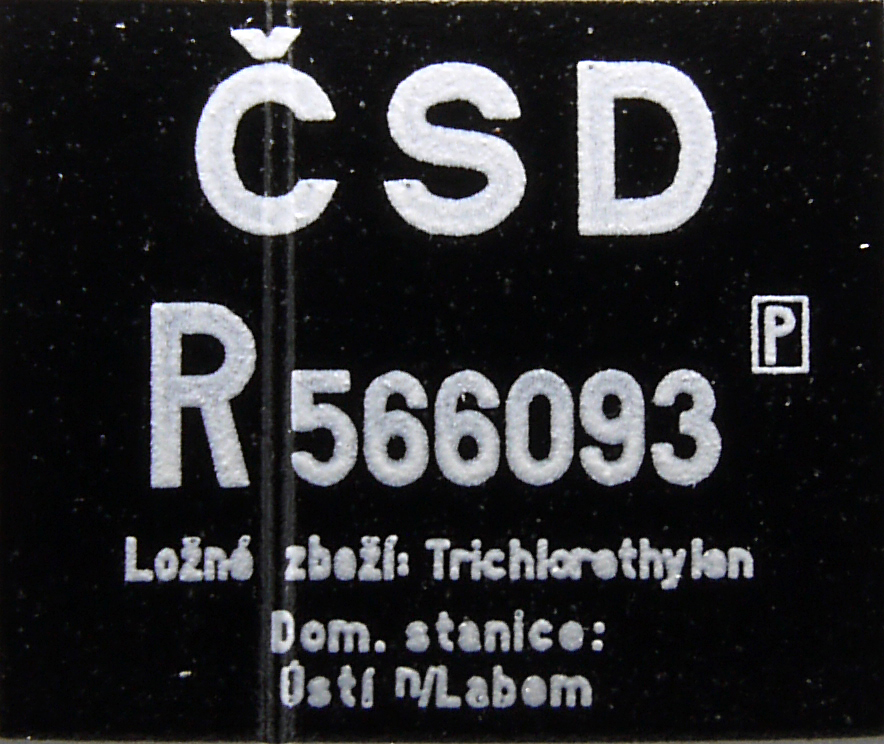 ČSD
P
R 566093
Ložné zboží: Trichlorethylen
Dom. stanice:
Ústí n/Labem